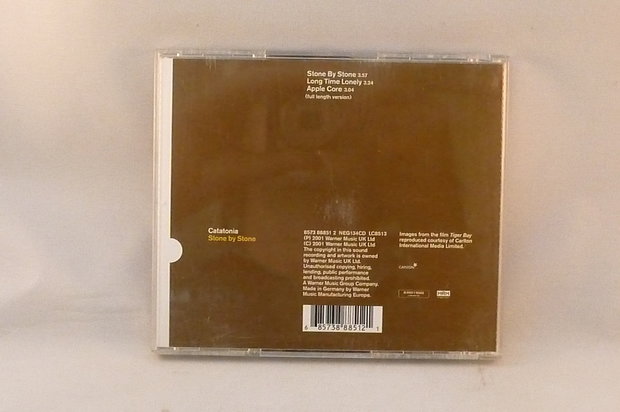 Stone By Stone 3.57
Long Time Lonely 3.24
Apple Core 3.04
(full length version)
Catatonia
Stone by Stone
8573 88851 2 NEG134CD LC8513
(P) 2001 Warner Music UK Ltd
(C) 2001 Warner Music UK Ltd
The copyright in this sound
recording and artwork is owned
by Warner Music UK Ltd.
Unauthorised copying, hiring,
lending, public performance
and broadcasting prohibited.
A Warner Music Group Company.
Made in Germany by Warner
Music Manufacturing Europe.
Images from the film Tiger Bay
reproduced courtesy of Carlton
International Media Limited.
CARLTON
6 85738 88512 1